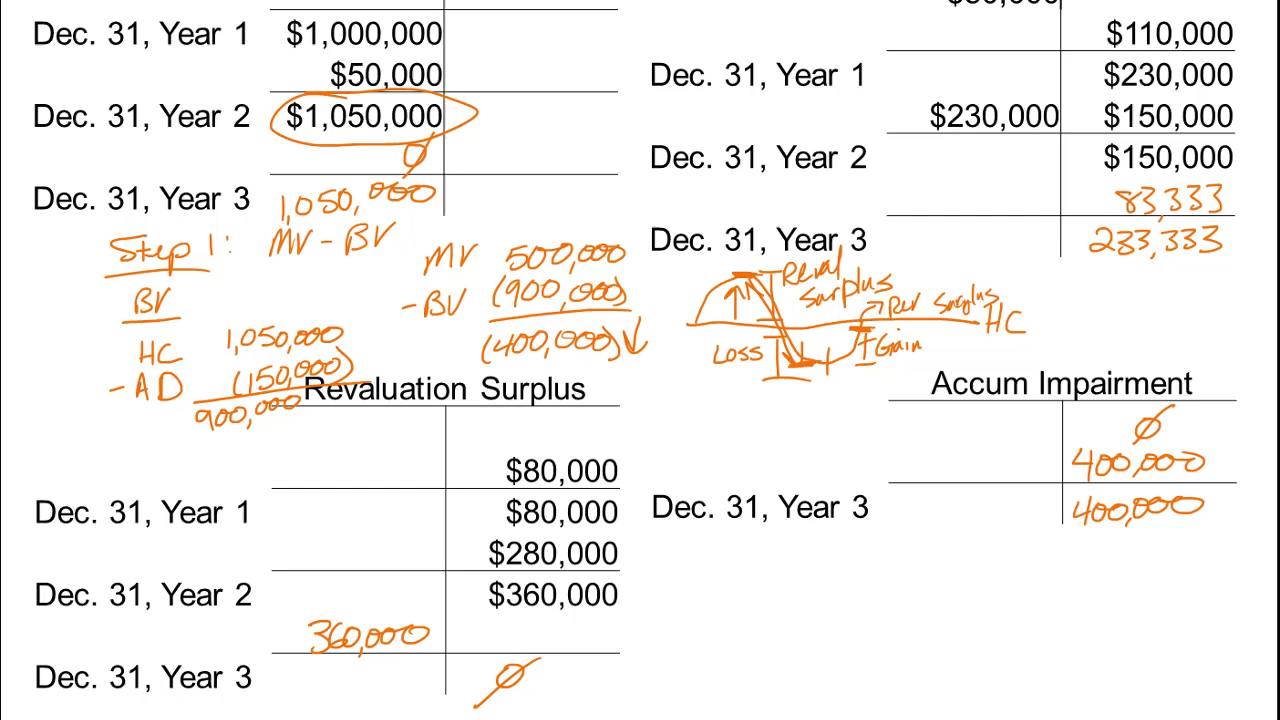 Dec. 31, Year 1 $1,000,000
$50,000
Dec. 31, Year 2 $1,050,000
0
Dec. 31, Year 3 1,050,000
Step 1: MV - BV
BV
HC 1,050,000
- AD (150,000)
900,000
MV 500,000
- BV (900,000)
(400,000) ↓
$110,000
Dec. 31, Year 1 $230,000
$230,000 $150,000
Dec. 31, Year 2 $150,000
83,333
Dec. 31, Year 3 233,333
Reval
surplus
Rev Surplus
HC
Loss
Gain
Revaluation Surplus
$80,000
Dec. 31, Year 1 $80,000
$280,000
Dec. 31, Year 2 $360,000
360,000
Dec. 31, Year 3 0
Accum Impairment
0
400,000
Dec. 31, Year 3 400,000